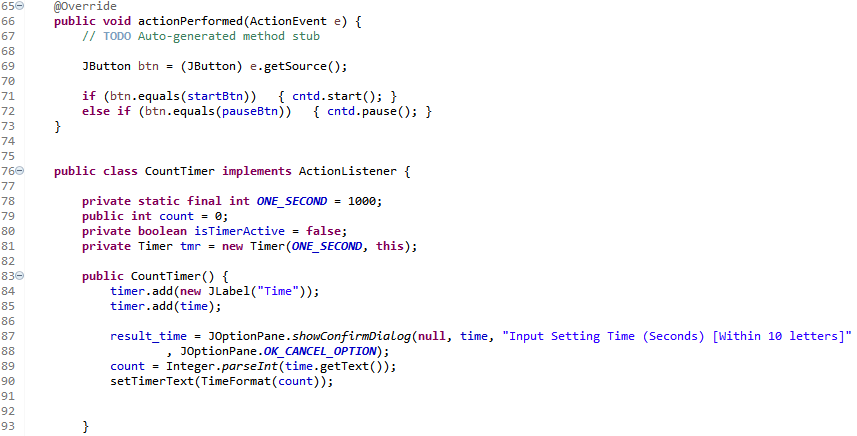 65 @Override
66 public void actionPerformed(ActionEvent e) {
67 // TODO Auto-generated method stub
68
69 JButton btn = (JButton) e.getSource();
70
71 if (btn.equals(startBtn)) { cntd.start(); }
72 else if (btn.equals(pauseBtn)) { cntd.pause(); }
73 }
74
75
76 public class CountTimer implements ActionListener {
77
78 private static final int ONE_SECOND = 1000;
79 public int count = 0;
80 private boolean isTimerActive = false;
81 private Timer tmr = new Timer(ONE_SECOND, this);
82
83 public CountTimer() {
84 timer.add(new JLabel("Time"));
85 timer.add(time);
86
87 result_time = JOptionPane.showConfirmDialog(null, time, "Input Setting Time (Seconds) [Within 10 letters]"
88 , JOptionPane.OK_CANCEL_OPTION);
89 count = Integer.parseInt(time.getText());
90 setTimerText(TimeFormat(count));
91
92
93 }